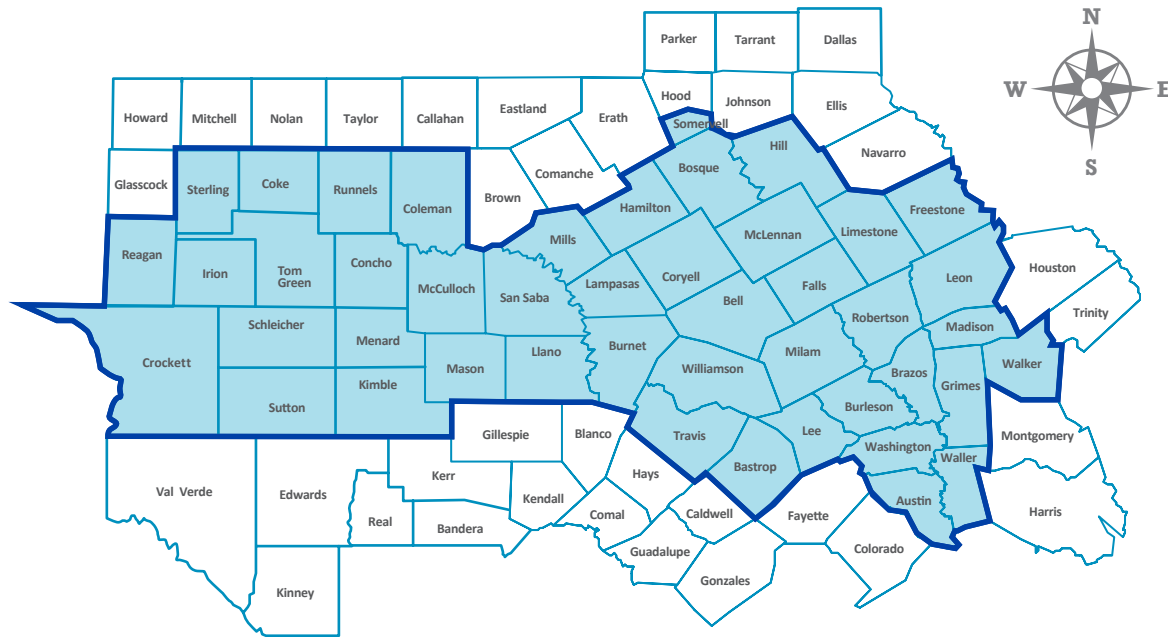 N
Parker
Tarrant
Dallas
W
E
Hood
Johnson
Ellis
Howard
Mitchell
Nolan
Taylor
Callahan
Eastland
Erath
Somervell
S
Hill
Navarro
Glasscock
Sterling
Coke
Runnels
Coleman
Brown
Comanche
Bosque
Hamilton
Freestone
Mills
McLennan
Limestone
Reagan
Irion
Tom
Green
Concho
McCulloch
San Saba
Lampasas
Coryell
Bell
Falls
Leon
Houston
Trinity
Schleicher
Menard
Llano
Burnet
Robertson
Madison
Crockett
Mason
Williamson
Milam
Brazos
Grimes
Walker
Sutton
Kimble
Burleson
Travis
Lee
Washington
Montgomery
Gillespie
Blanco
Waller
Bastrop
Kerr
Hays
Val Verde
Edwards
Kendall
Austin
Real
Bandera
Comal
Caldwell
Fayette
Harris
Guadalupe
Colorado
Gonzales
Kinney